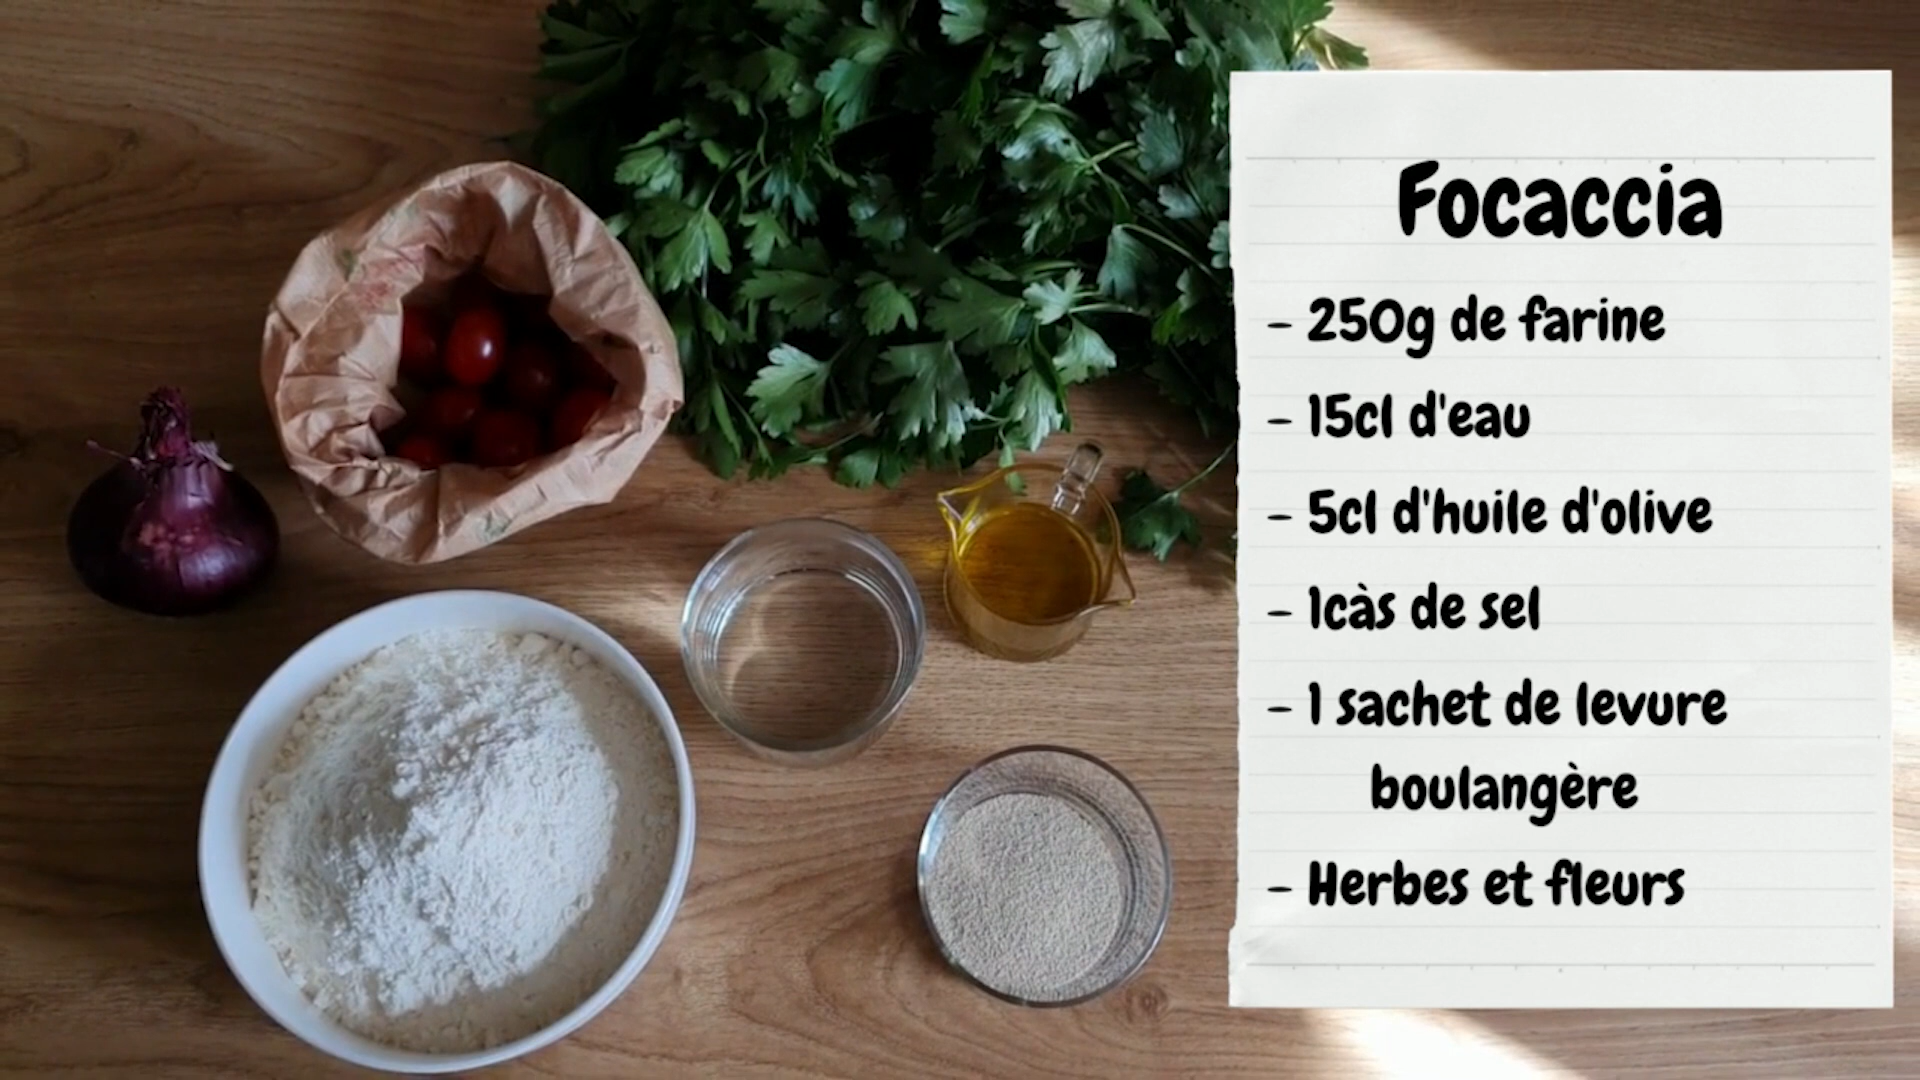 Focaccia
- 250g de farine
- 15cl d'eau
- 5cl d'huile d'olive
- 1càs de sel
- 1 sachet de levure
boulangère
- Herbes et fleurs